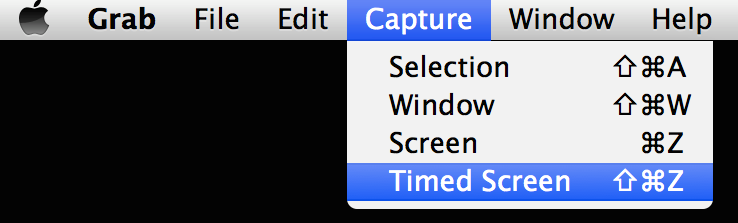 Grab File Edit Capture Window Help
Selection ⇧⌘A
Window ⇧⌘W
Screen ⌘Z
Timed Screen ⇧⌘Z